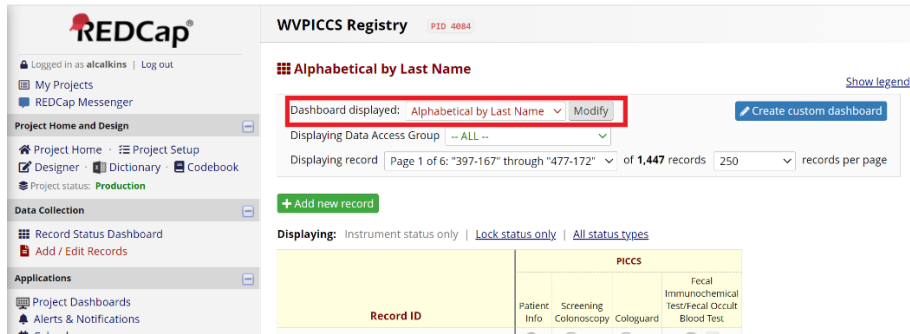 REDCap®
Logged in as alcalkins | Log out
My Projects
REDCap Messenger
Project Home and Design
Project Home · Project Setup
Designer · Dictionary · Codebook
Project status: Production
Data Collection
Record Status Dashboard
Add / Edit Records
Applications
Project Dashboards
Alerts & Notifications
WVPICCS Registry PID 4084
Alphabetical by Last Name
Show legend
Dashboard displayed: Alphabetical by Last Name Modify
Create custom dashboard
Displaying Data Access Group -- ALL --
Displaying record Page 1 of 6: "397-167" through "477-172" of 1,447 records 250 records per page
+ Add new record
Displaying: Instrument status only | Lock status only | All status types
PICCS
Record ID
Patient Info
Screening Colonoscopy
Cologuard
Fecal Immunochemical Test/Fecal Occult Blood Test